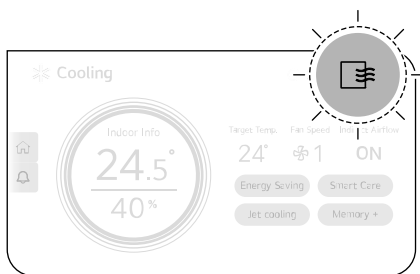 Cooling
Indoor Info
24.5°
40%
Target Temp. Fan Speed Indirect Airflow
24° 1 ON
Energy Saving Smart Care
Jet cooling Memory +